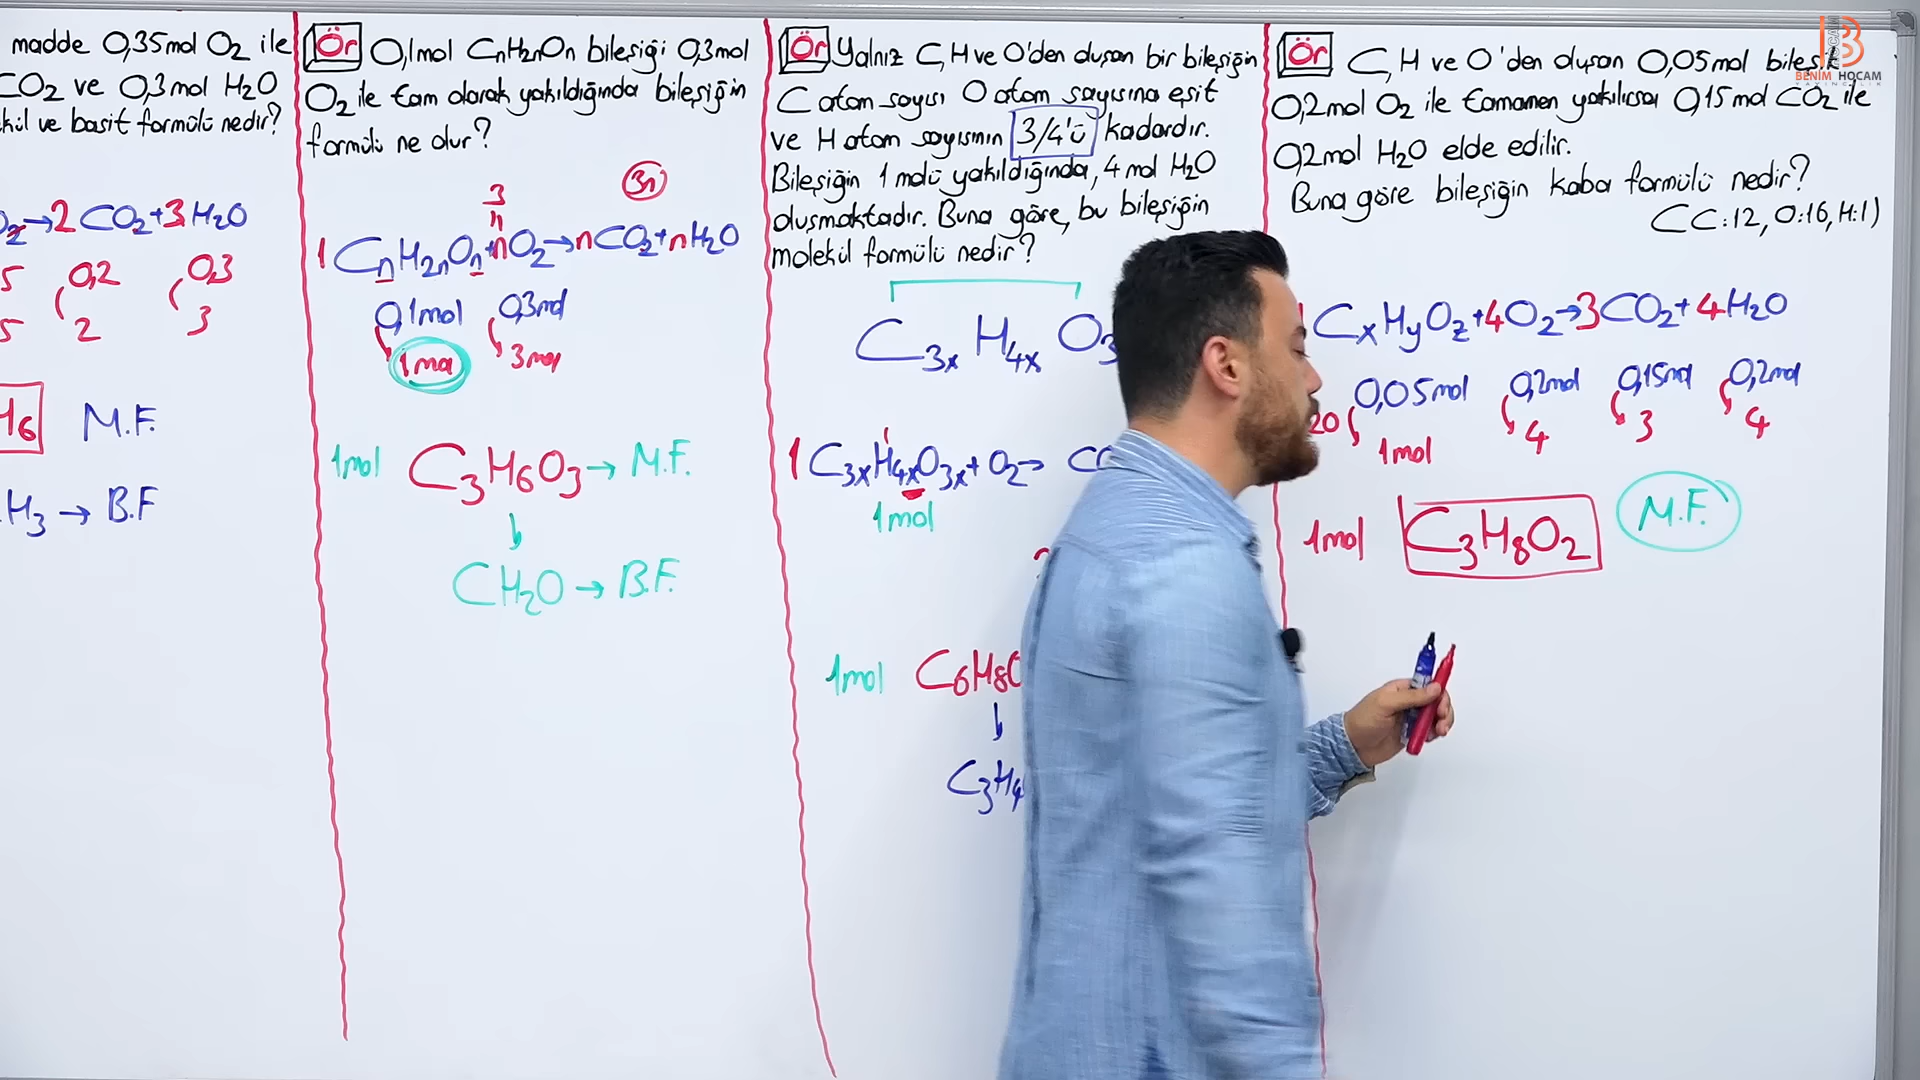 madde 0,35mol O2 ile
CO2 ve 0,3mol H2O
kül ve basit formülü nedir?
O2→2CO2+3H2O
5 0,2 0,3
5 2 3
H6 M.F.
H3 → B.F
Ör 0,1mol CnH2nOn bileşiği 0,3mol
O2 ile tam olarak yakıldığında bileşiğin
formülü ne olur?
3
n
3n
1 CnH2nOn+nO2→nCO2+nH2O
0,1mol 0,3mol
1mol 3mol
1mol C3H6O3→ M.F.
CH2O → B.F.
Ör Yalnız C, H ve O'den oluşan bir bileşiğin
C atom sayısı O atom sayısına eşit
ve H atom sayısının 3/4'ü kadardır.
Bileşiğin 1 molü yakıldığında, 4 mol H2O
oluşmaktadır. Buna göre, bu bileşiğin
molekül formülü nedir?
C3x H4x O3
1 C3xH4xO3x+ O2→ CO
1mol
1mol C6H8O
C3H4
Ör C, H ve O'den oluşan 0,05mol bileşik
0,2mol O2 ile tamamen yakılırsa 0,15mol CO2 ile
0,2mol H2O elde edilir.
Buna göre bileşiğin kaba formülü nedir?
(C:12, O:16, H:1)
CxHyOz+4O2→3CO2+4H2O
0,05mol 0,2mol 0,15mol 0,2mol
20 1mol 4 3 4
1mol C3H8O2 M.F.
BENİM HOCAM